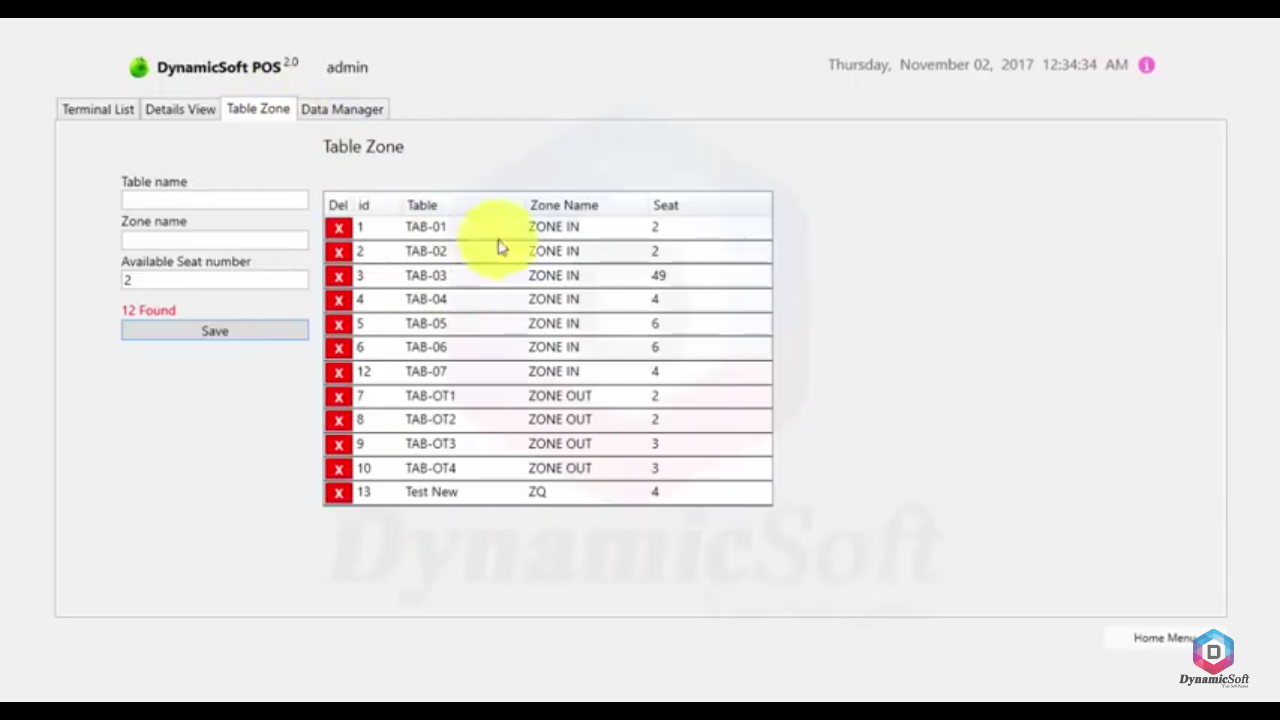 DynamicSoft POS 2.0 admin Thursday, November 02, 2017 12:34:34 AM
Terminal List Details View Table Zone Data Manager
Table Zone
Table name
Zone name
Available Seat number
2
12 Found
Save
Del id Table Zone Name Seat
X 1 TAB-01 ZONE IN 2
X 2 TAB-02 ZONE IN 2
X 3 TAB-03 ZONE IN 49
X 4 TAB-04 ZONE IN 4
X 5 TAB-05 ZONE IN 6
X 6 TAB-06 ZONE IN 6
X 12 TAB-07 ZONE IN 4
X 7 TAB-OT1 ZONE OUT 2
X 8 TAB-OT2 ZONE OUT 2
X 9 TAB-OT3 ZONE OUT 3
X 10 TAB-OT4 ZONE OUT 3
X 13 Test New ZQ 4
DynamicSoft
Home Menu
D
DynamicSoft